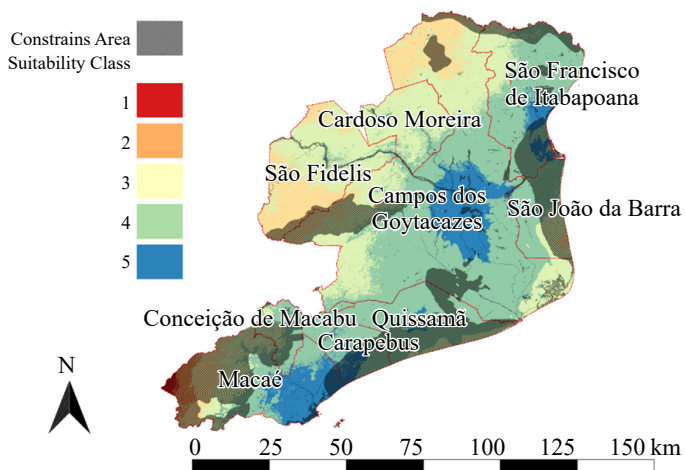 Constrains Area
Suitability Class
1
2
3
4
5
São Francisco
de Itabapoana
Cardoso Moreira
São Fidelis
Campos dos
Goytacazes
São João da Barra
Conceição de Macabu
Quissamã
Carapebus
Macaé
N
0 25 50 75 100 125 150 km